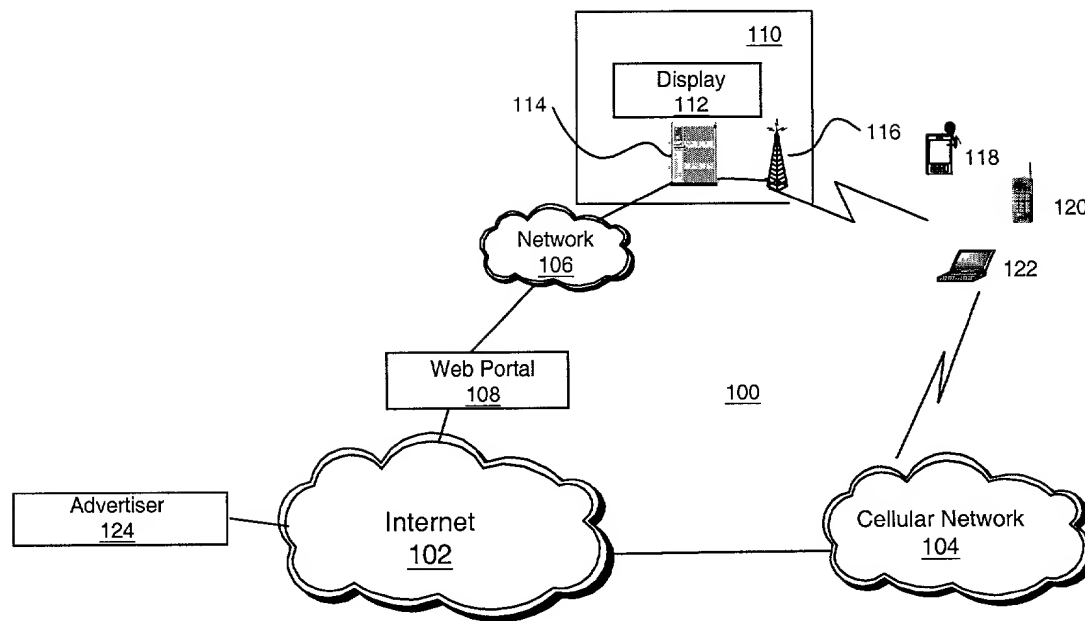 110
Display
112
114
116
118
120
Network
106
122
Web Portal
108
100
Advertiser
124
Internet
102
Cellular Network
104